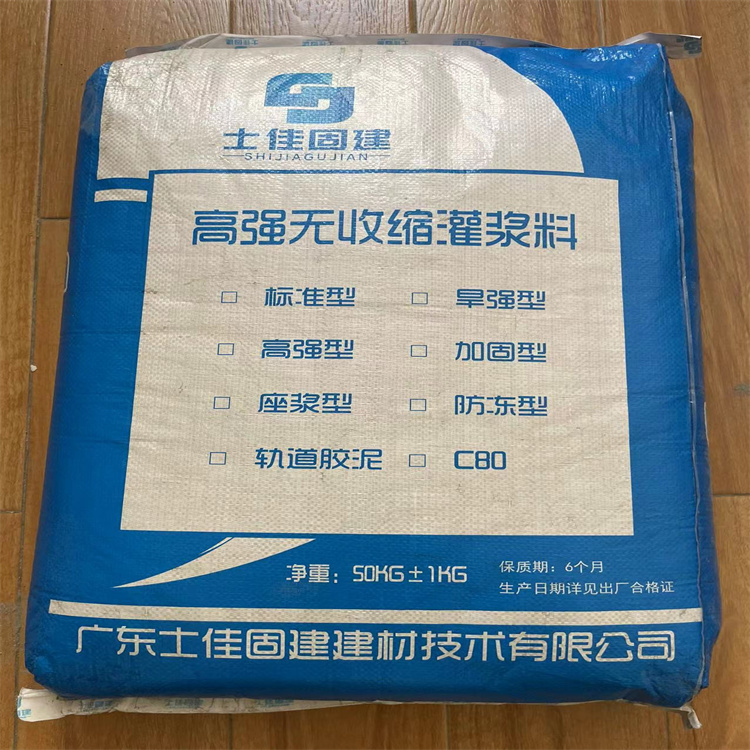 士佳固建
SHIJIAGUJIAN
高强无收缩灌浆料
标准型 旱强型
高强型 加固型
座浆型 防冻型
轨道胶泥 C80
净重：50KG±1KG
保质期：6个月
生产日期详见出厂合格证
广东士佳固建建材技术有限公司